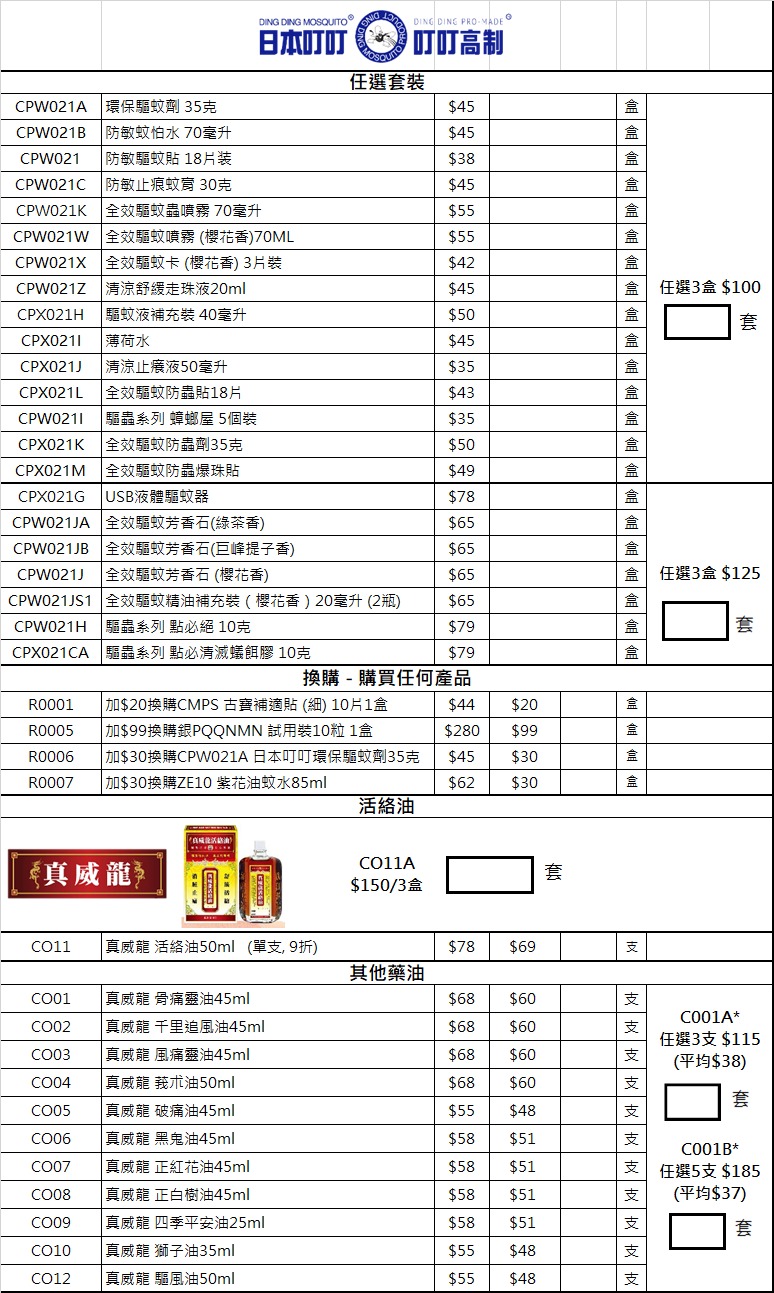 DING DING MOSQUITO® DING DING PRO-MADE®
日本叮叮 DING DING MOSQUITO PRODUCT 叮叮高制
任選套裝
CPW021A 環保驅蚊劑 35克 $45 盒
CPW021B 防敏蚊怕水 70毫升 $45 盒
CPW021 防敏驅蚊貼 18片装 $38 盒
CPW021C 防敏止痕蚊膏 30克 $45 盒
CPW021K 全效驅蚊蟲噴霧 70毫升 $55 盒
CPW021W 全效驅蚊噴霧 (櫻花香)70ML $55 盒
CPW021X 全效驅蚊卡 (櫻花香) 3片裝 $42 盒
CPW021Z 清涼舒緩走珠液20ml $45 盒
任選3盒 $100
套
CPX021H 驅蚊液補充裝 40毫升 $50 盒
CPX021I 薄荷水 $45 盒
CPX021J 清涼止癢液50毫升 $35 盒
CPX021L 全效驅蚊防蟲貼18片 $43 盒
CPW021I 驅蟲系列 蟑螂屋 5個裝 $35 盒
CPX021K 全效驅蚊防蟲劑35克 $50 盒
CPX021M 全效驅蚊防蟲爆珠貼 $49 盒
CPX021G USB液體驅蚊器 $78 盒
CPW021JA 全效驅蚊芳香石(綠茶香) $65 盒
CPW021JB 全效驅蚊芳香石(巨峰提子香) $65 盒
CPW021J 全效驅蚊芳香石 (櫻花香) $65 盒
任選3盒 $125
套
CPW021JS1 全效驅蚊精油補充裝 ( 櫻花香 ) 20毫升 (2瓶) $65 盒
CPW021H 驅蟲系列 點必絕 10克 $79 盒
CPX021CA 驅蟲系列 點必清滅蟻餌膠 10克 $79 盒
換購 - 購買任何產品
R0001 加$20換購CMPS 古寶補適貼 (細) 10片1盒 $44 $20 盒
R0005 加$99換購銀PQQNMN 試用裝10粒 1盒 $280 $99 盒
R0006 加$30換購CPW021A 日本叮叮環保驅蚊劑35克 $45 $30 盒
R0007 加$30換購ZE10 紫花油蚊水85ml $62 $30 盒
活絡油
真威龍
真威龍活絡油
CO11A
$150/3盒
套
CO11 真威龍 活絡油50ml (單支, 9折) $78 $69 支
其他藥油
CO01 真威龍 骨痛靈油45ml $68 $60 支
CO02 真威龍 千里追風油45ml $68 $60 支
CO03 真威龍 風痛靈油45ml $68 $60 支
CO04 真威龍 莪朮油50ml $68 $60 支
C001A*
任選3支 $115
(平均$38)
套
CO05 真威龍 破痛油45ml $55 $48 支
CO06 真威龍 黑鬼油45ml $58 $51 支
CO07 真威龍 正紅花油45ml $58 $51 支
CO08 真威龍 正白樹油45ml $58 $51 支
C001B*
任選5支 $185
(平均$37)
套
CO09 真威龍 四季平安油25ml $58 $51 支
CO10 真威龍 獅子油35ml $55 $48 支
CO12 真威龍 驅風油50ml $55 $48 支